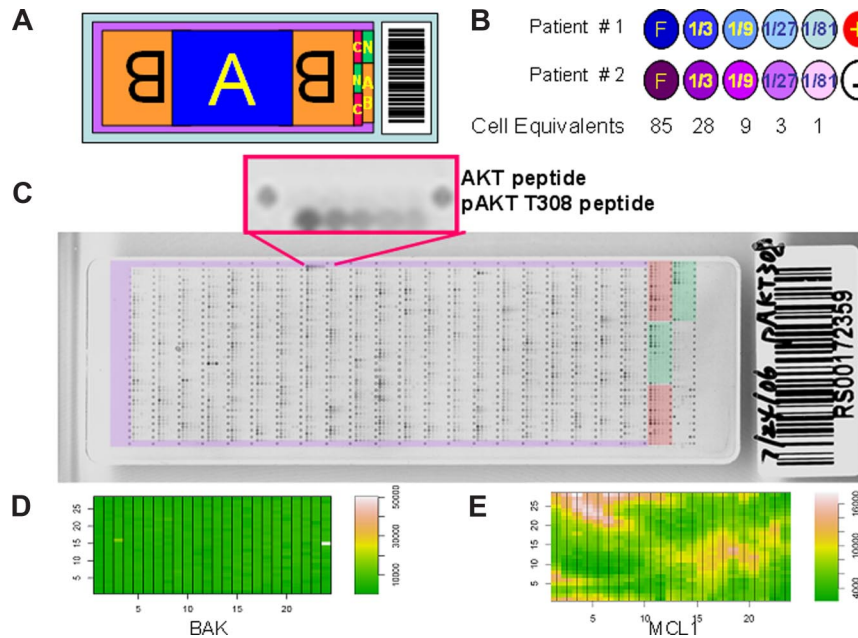 A
B A B
C N
N A
C B
B
Patient # 1 F 1/3 1/9 1/27 1/81 +
Patient # 2 F 1/3 1/9 1/27 1/81 -
Cell Equivalents 85 28 9 3 1
C
AKT peptide
pAKT T308 peptide
7/24/06 PAKT308
RS00172359
D
25
20
15
10
5
5 10 15 20
BAK
50000
30000
10000
E
25
20
15
10
5
5 10 15 20
MCL1
16000
10000
4000